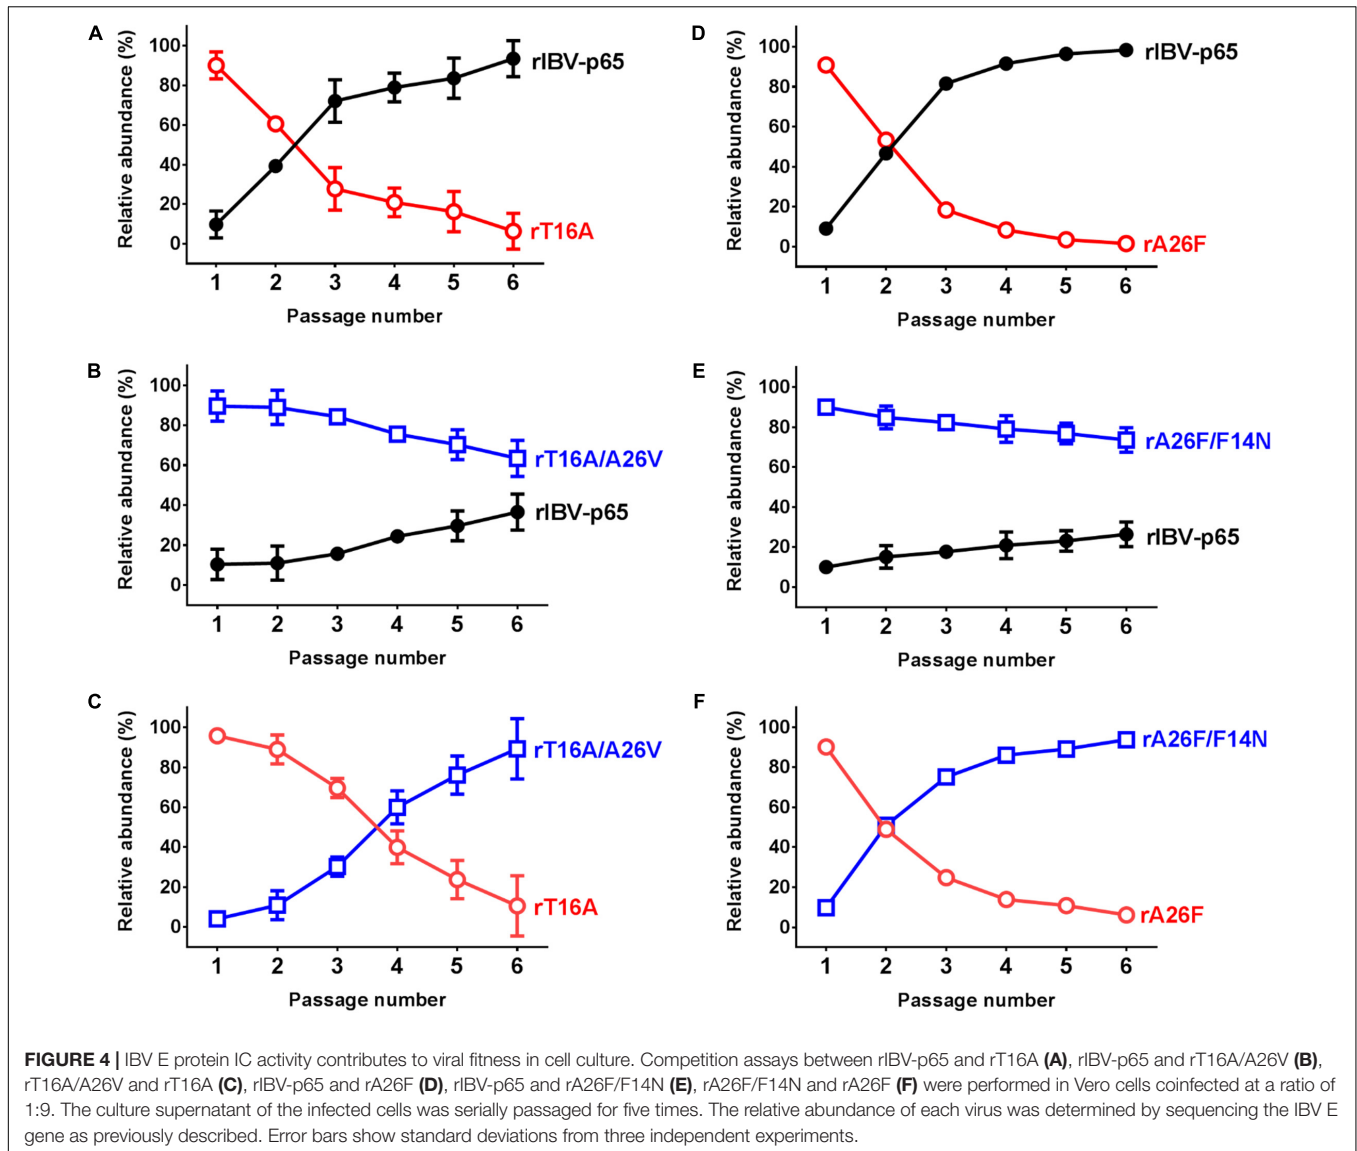 A
Relative abundance (%)
100
80
60
40
20
0
rIBV-p65
rT16A
1 2 3 4 5 6
Passage number
D
Relative abundance (%)
100
80
60
40
20
0
rIBV-p65
rA26F
1 2 3 4 5 6
Passage number
B
Relative abundance (%)
100
80
60
40
20
0
rT16A/A26V
rIBV-p65
1 2 3 4 5 6
Passage number
E
Relative abundance (%)
100
80
60
40
20
0
rA26F/F14N
rIBV-p65
1 2 3 4 5 6
Passage number
C
Relative abundance (%)
100
80
60
40
20
0
rT16A/A26V
rT16A
1 2 3 4 5 6
Passage number
F
Relative abundance (%)
100
80
60
40
20
0
rA26F/F14N
rA26F
1 2 3 4 5 6
Passage number
FIGURE 4 | IBV E protein IC activity contributes to viral fitness in cell culture. Competition assays between rIBV-p65 and rT16A (A), rIBV-p65 and rT16A/A26V (B),
rT16A/A26V and rT16A (C), rIBV-p65 and rA26F (D), rIBV-p65 and rA26F/F14N (E), rA26F/F14N and rA26F (F) were performed in Vero cells coinfected at a ratio of
1:9. The culture supernatant of the infected cells was serially passaged for five times. The relative abundance of each virus was determined by sequencing the IBV E
gene as previously described. Error bars show standard deviations from three independent experiments.